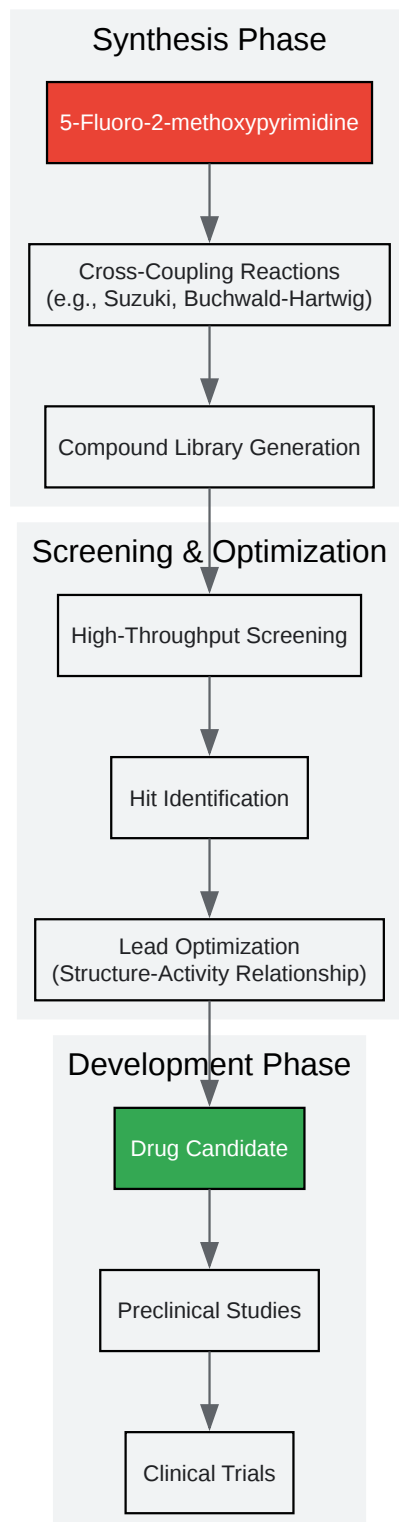 Synthesis Phase
5-Fluoro-2-methoxypyrimidine
Cross-Coupling Reactions
(e.g., Suzuki, Buchwald-Hartwig)
Compound Library Generation
Screening & Optimization
High-Throughput Screening
Hit Identification
Lead Optimization
(Structure-Activity Relationship)
Development Phase
Drug Candidate
Preclinical Studies
Clinical Trials